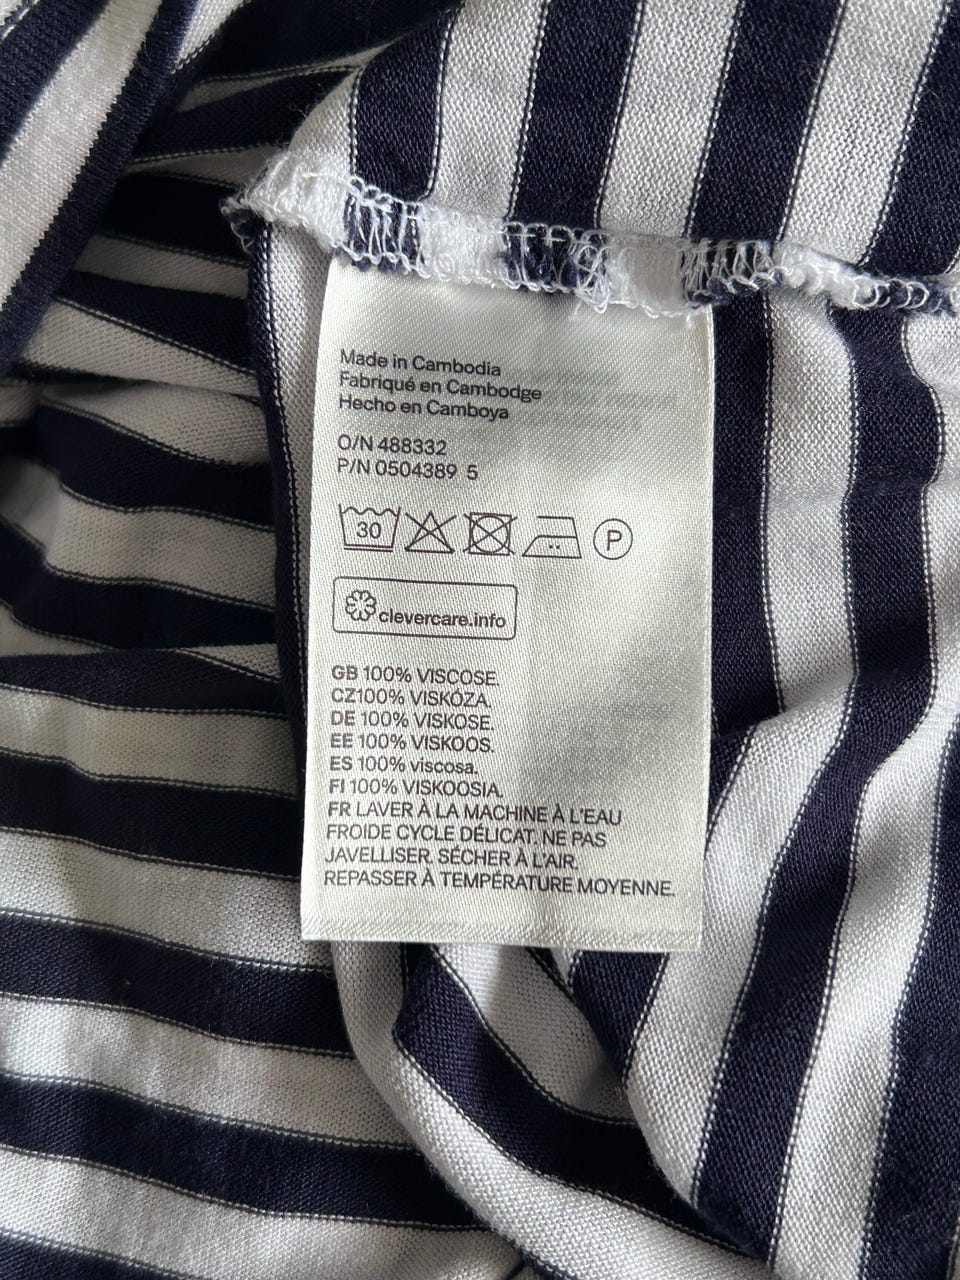 Made in Cambodia
Fabriqué en Cambodge
Hecho en Camboya
O/N 488332
P/N 0504389 5
30 P
clevercare.info
GB 100% VISCOSE.
CZ100% VISKÓZA.
DE 100% VISKOSE.
EE 100% VISKOOS.
ES 100% viscosa.
FI 100% VISKOOSIA.
FR LAVER À LA MACHINE À L'EAU
FROIDE CYCLE DÉLICAT. NE PAS
JAVELLISER. SÉCHER À L'AIR.
REPASSER À TEMPÉRATURE MOYENNE.